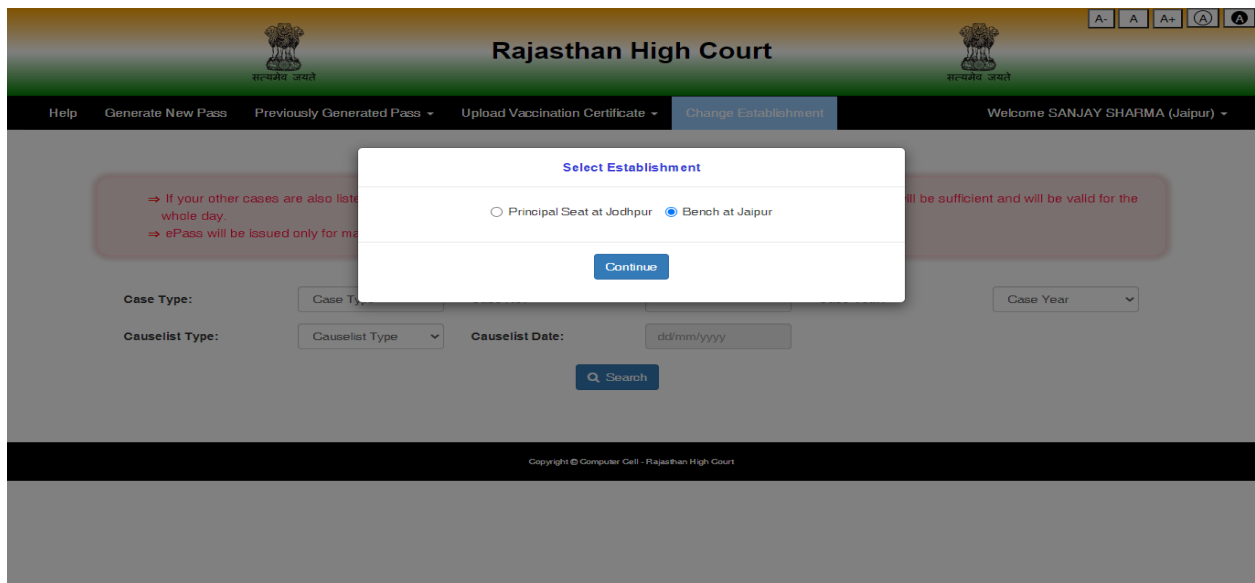 A- A A+ A A
Rajasthan High Court
सत्यमेव जयते सत्यमेव जयते
Help Generate New Pass Previously Generated Pass Upload Vaccination Certificate Change Establishment Welcome SANJAY SHARMA (Jaipur)
Select Establishment
⇒ If your other cases are also liste ill be sufficient and will be valid for the
whole day.
Principal Seat at Jodhpur Bench at Jaipur
⇒ ePass will be issued only for ma
Continue
Case Type: Case Ty Case Year
Causelist Type: Causelist Type Causelist Date: dd/mm/yyyy
Search
Copyright © Computer Cell - Rajasthan High Court